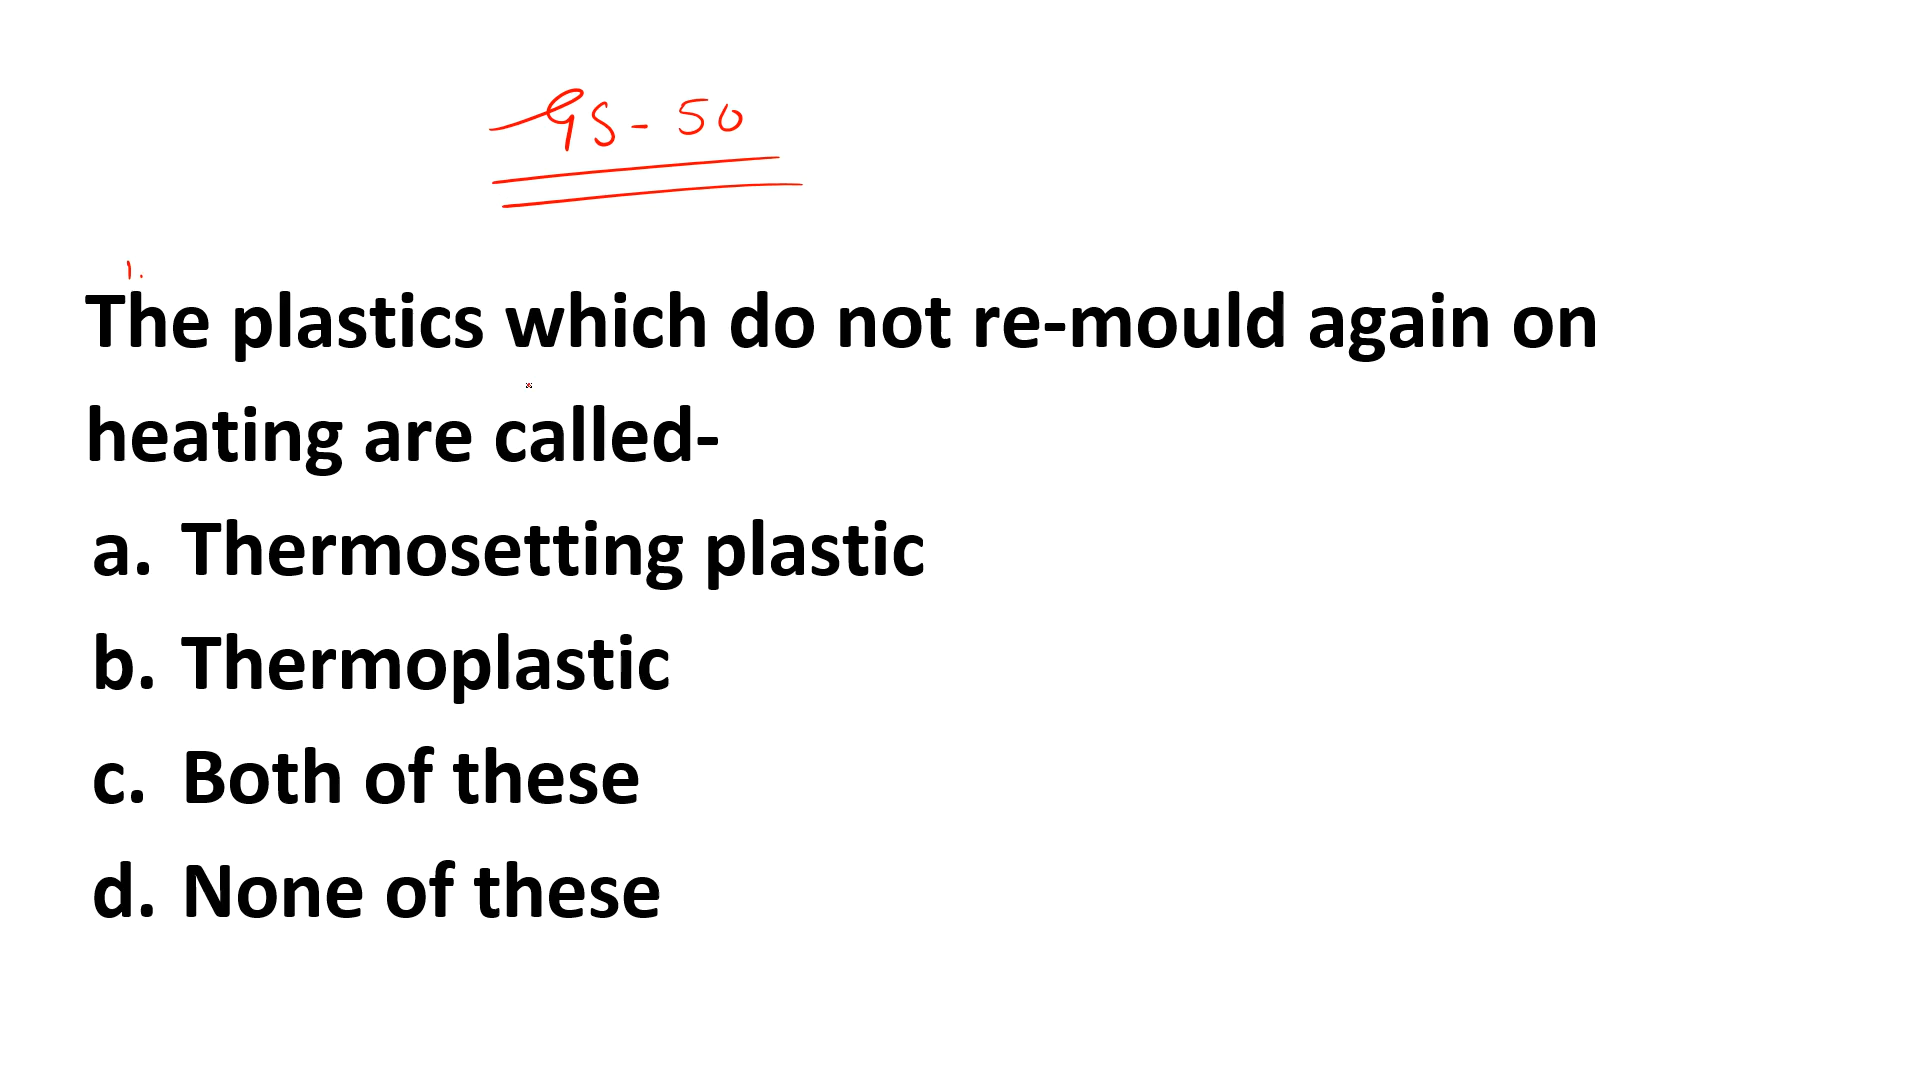 GS - 50
1.
The plastics which do not re-mould again on
heating are called-
a. Thermosetting plastic
b. Thermoplastic
c. Both of these
d. None of these